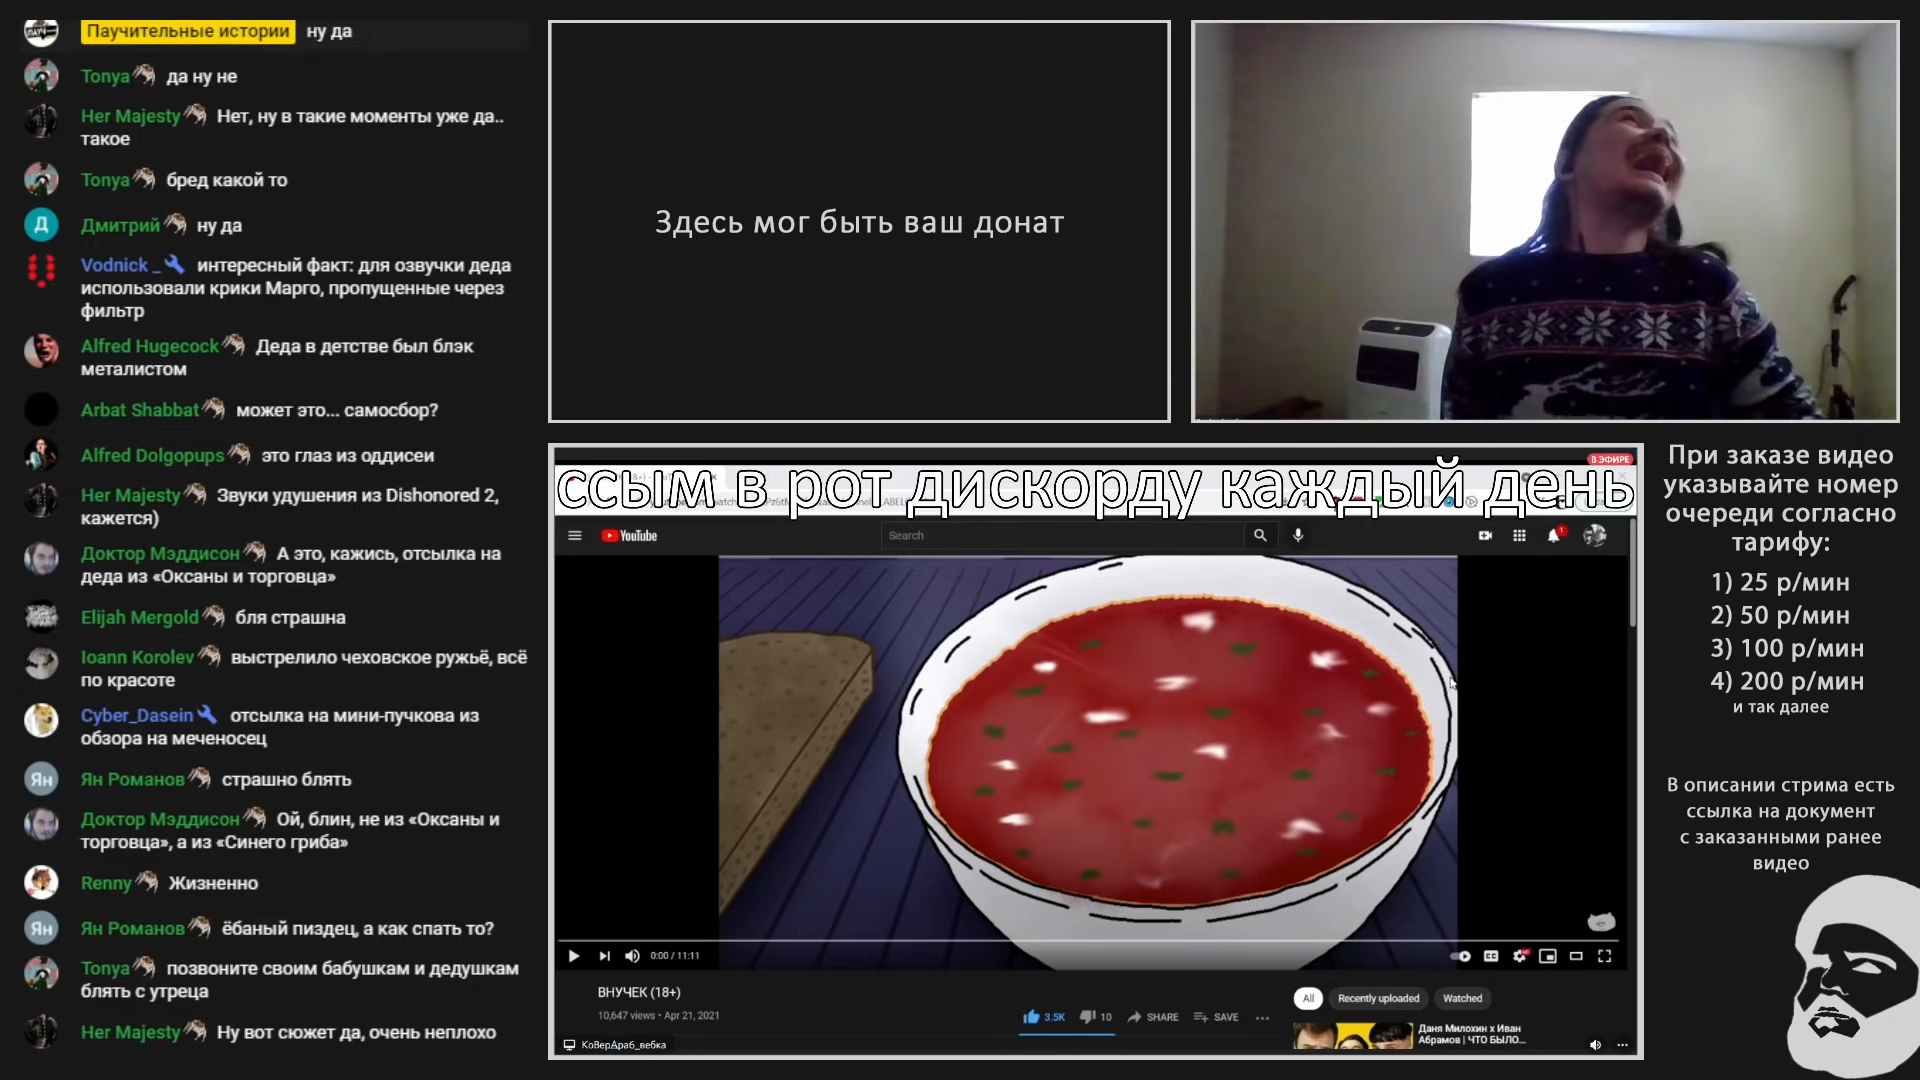 Паучительные истории ну да
Tonya да ну не
Her Majesty Нет, ну в такие моменты уже да..
такое
Tonya бред какой то
Д Дмитрий ну да
Vodnick _ интересный факт: для озвучки деда
использовали крики Марго, пропущенные через
фильтр
Alfred Hugecock Деда в детстве был блэк
металистом
Arbat Shabbat может это... самосбор?
Alfred Dolgopups это глаз из оддисеи
Her Majesty Звуки удушения из Dishonored 2,
кажется)
Доктор Мэддисон А это, кажись, отсылка на
деда из «Оксаны и торговца»
Elijah Mergold бля страшна
Ioann Korolev выстрелило чеховское ружьё, всё
по красоте
Cyber_Dasein отсылка на мини-пучкова из
обзора на меченосец
Ян Ян Романов страшно блять
Доктор Мэддисон Ой, блин, не из «Оксаны и
торговца», а из «Синего гриба»
Renny Жизненно
Ян Ян Романов ёбаный пиздец, а как спать то?
Tonya позвоните своим бабушкам и дедушкам
блять с утреца
Her Majesty Ну вот сюжет да, очень неплохо
Здесь мог быть ваш донат
В ЭФИРЕ
ссым в рот дискорду каждый день
YouTube
Search
1
0:00 / 11:11
ВНУЧЕК (18+)
10,647 views • Apr 21, 2021
3.5K 10 SHARE SAVE
All Recently uploaded Watched
Даня Милохин х Иван
Абрамов | ЧТО БЫЛО...
КоВерДраб_вебка
При заказе видео
указывайте номер
очереди согласно
тарифу:
1) 25 р/мин
2) 50 р/мин
3) 100 р/мин
4) 200 р/мин
и так далее
В описании стрима есть
ссылка на документ
с заказанными ранее
видео